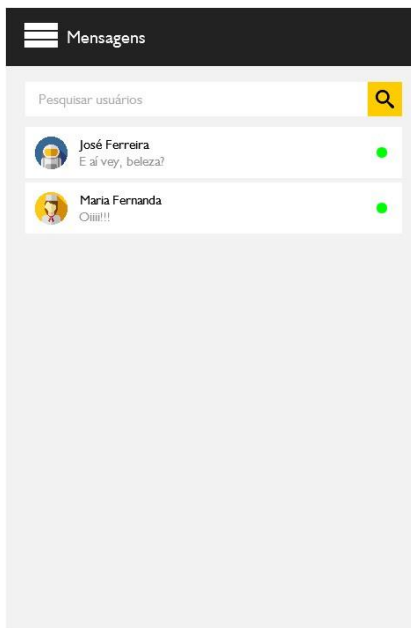 Mensagens
Pesquisar usuários
José Ferreira
E aí vey, beleza?
Maria Fernanda
Oiiii!!!